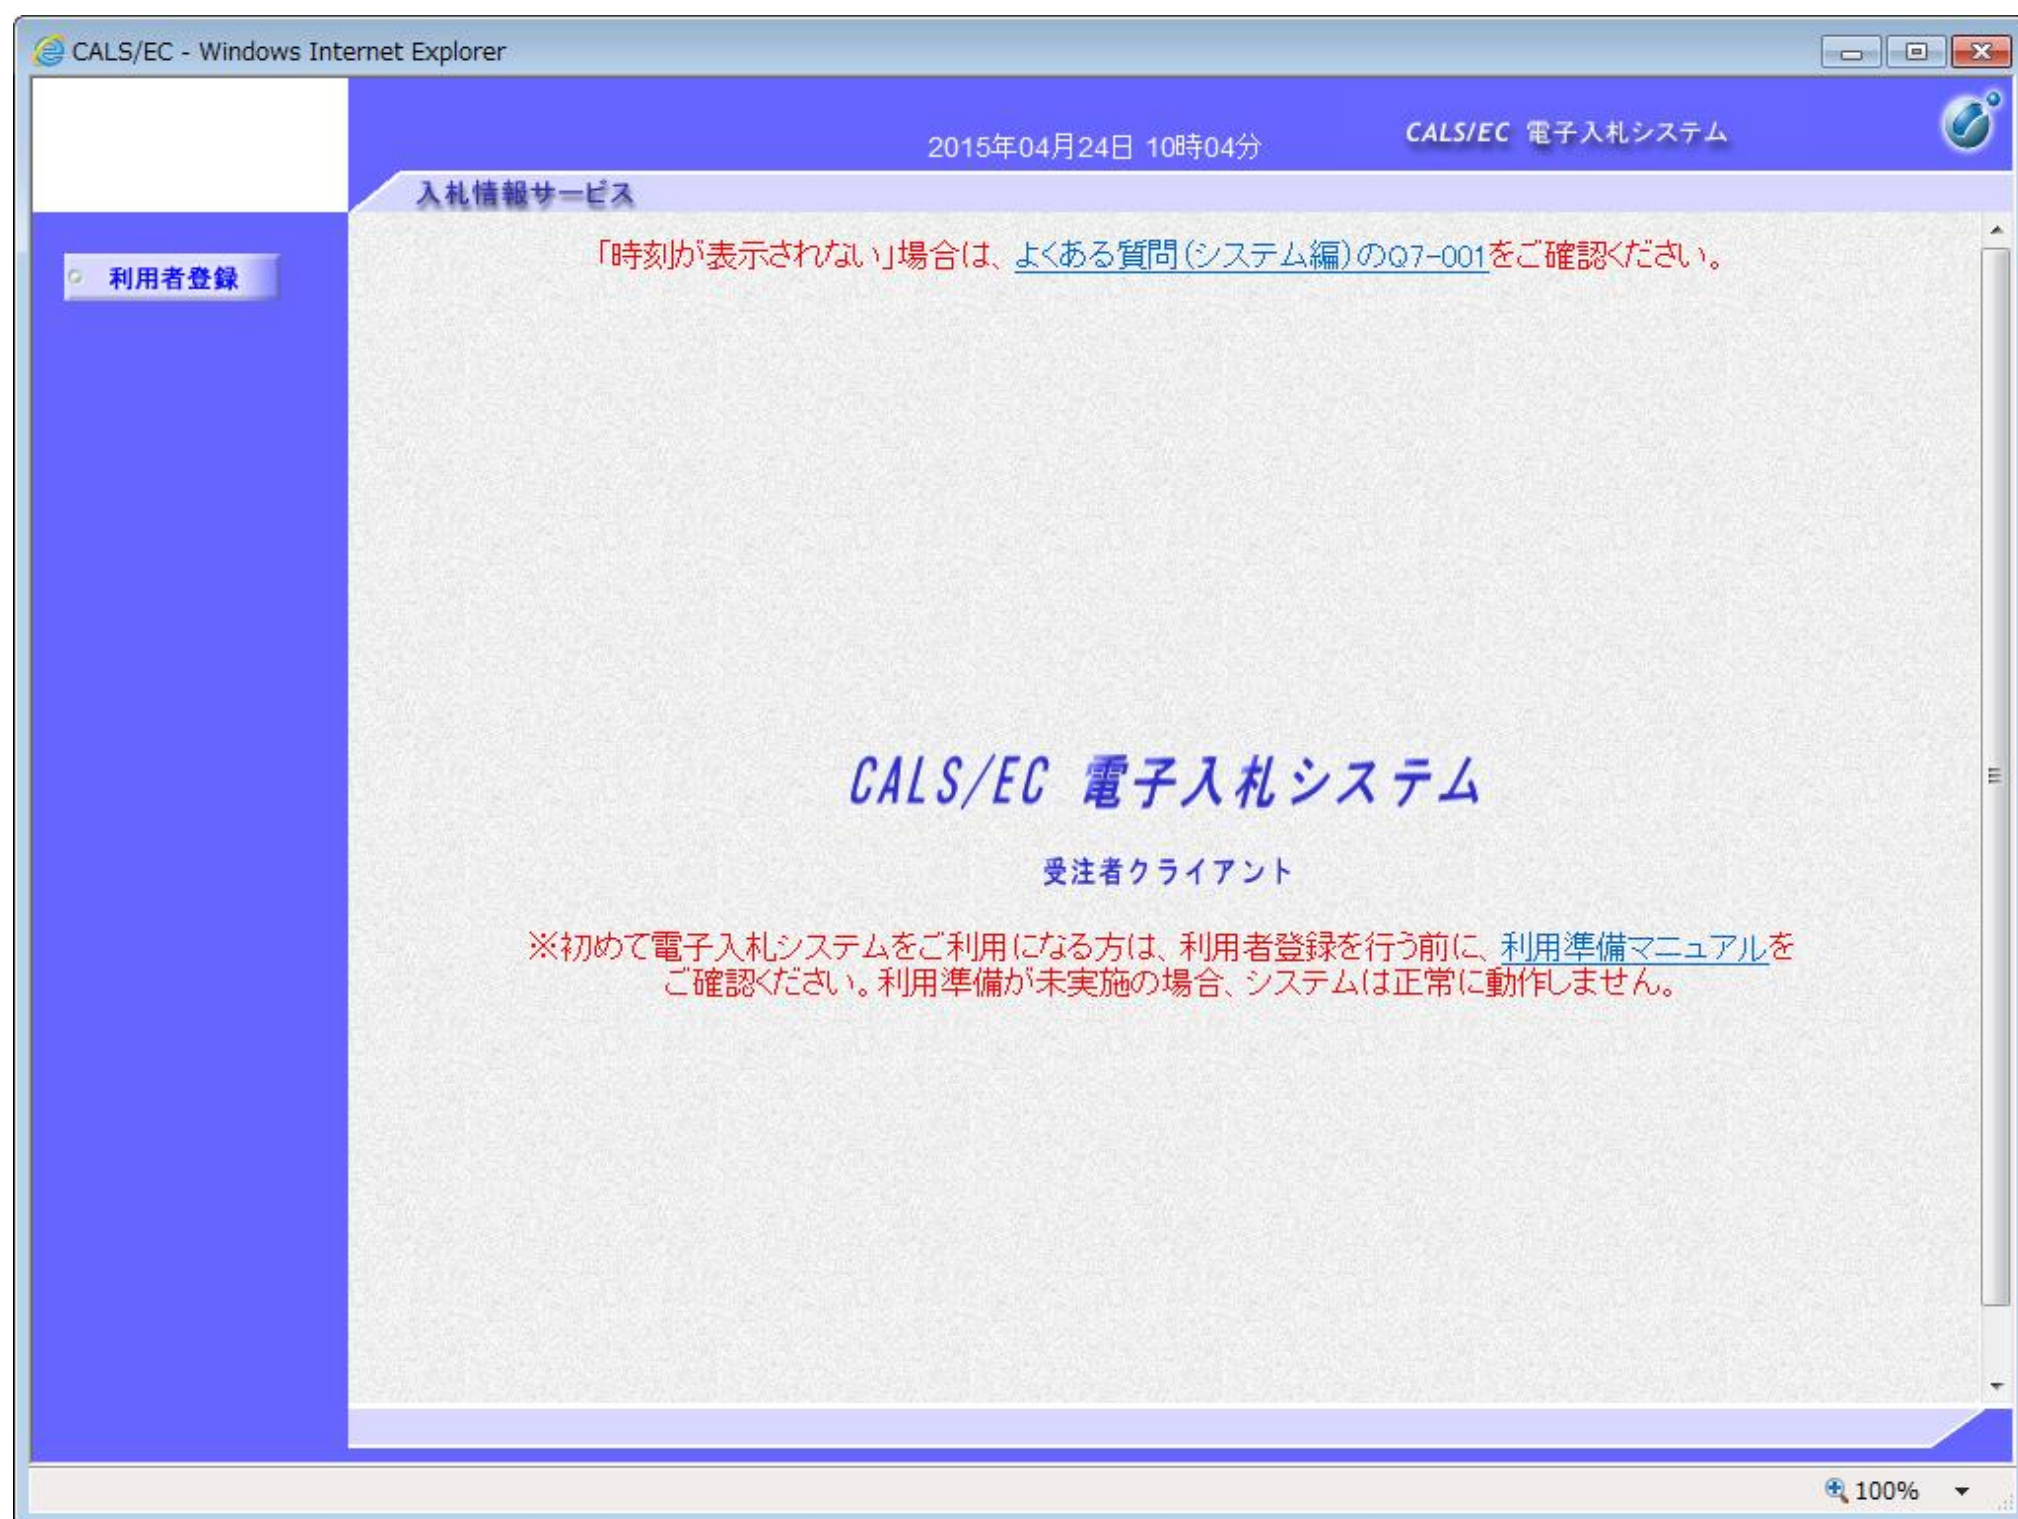 CALS/EC - Windows Internet Explorer
2015年04月24日 10時04分
CALS/EC 電子入札システム
入札情報サービス
利用者登録
「時刻が表示されない」場合は、よくある質問(システム編)のQ7-001をご確認ください。
CALS/EC 電子入札システム
受注者クライアント
※初めて電子入札システムをご利用になる方は、利用者登録を行う前に、利用準備マニュアルを
ご確認ください。利用準備が未実施の場合、システムは正常に動作しません。
100%